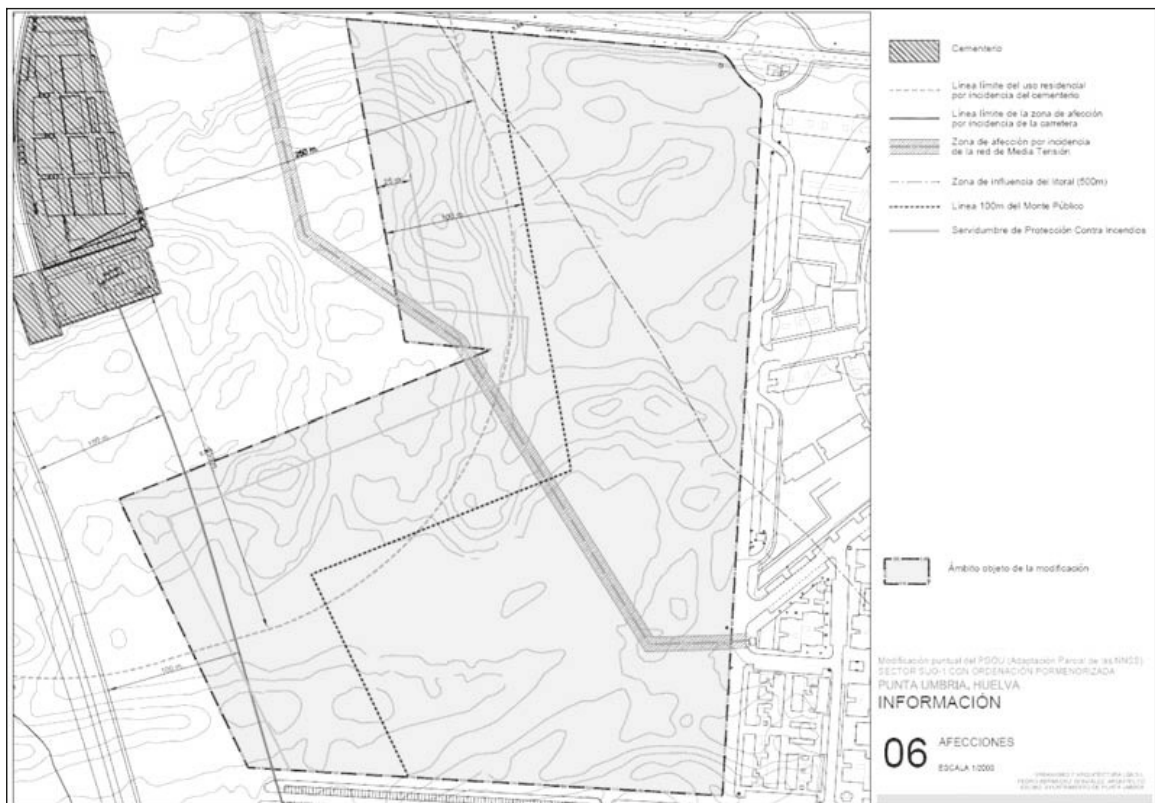 Cementerio
Cementerio
Línea límite del uso residencial
por incidencia del cementerio
Línea límite de la zona de afección
por incidencia de la carretera
Zona de afección por incidencia
de la red de Media Tensión
Zona de influencia del litoral (500m)
Línea 100m del Monte Público
Servidumbre de Protección Contra Incendios
250 m
25 m
100 m
100 m
100 m
Ámbito objeto de la modificación
Modificación puntual del PGOU (Adaptación Parcial de las NNSS)
SECTOR SUO-1 CON ORDENACIÓN PORMENORIZADA
PUNTA UMBRIA, HUELVA
INFORMACIÓN
06 AFECCIONES
ESCALA 1/2000